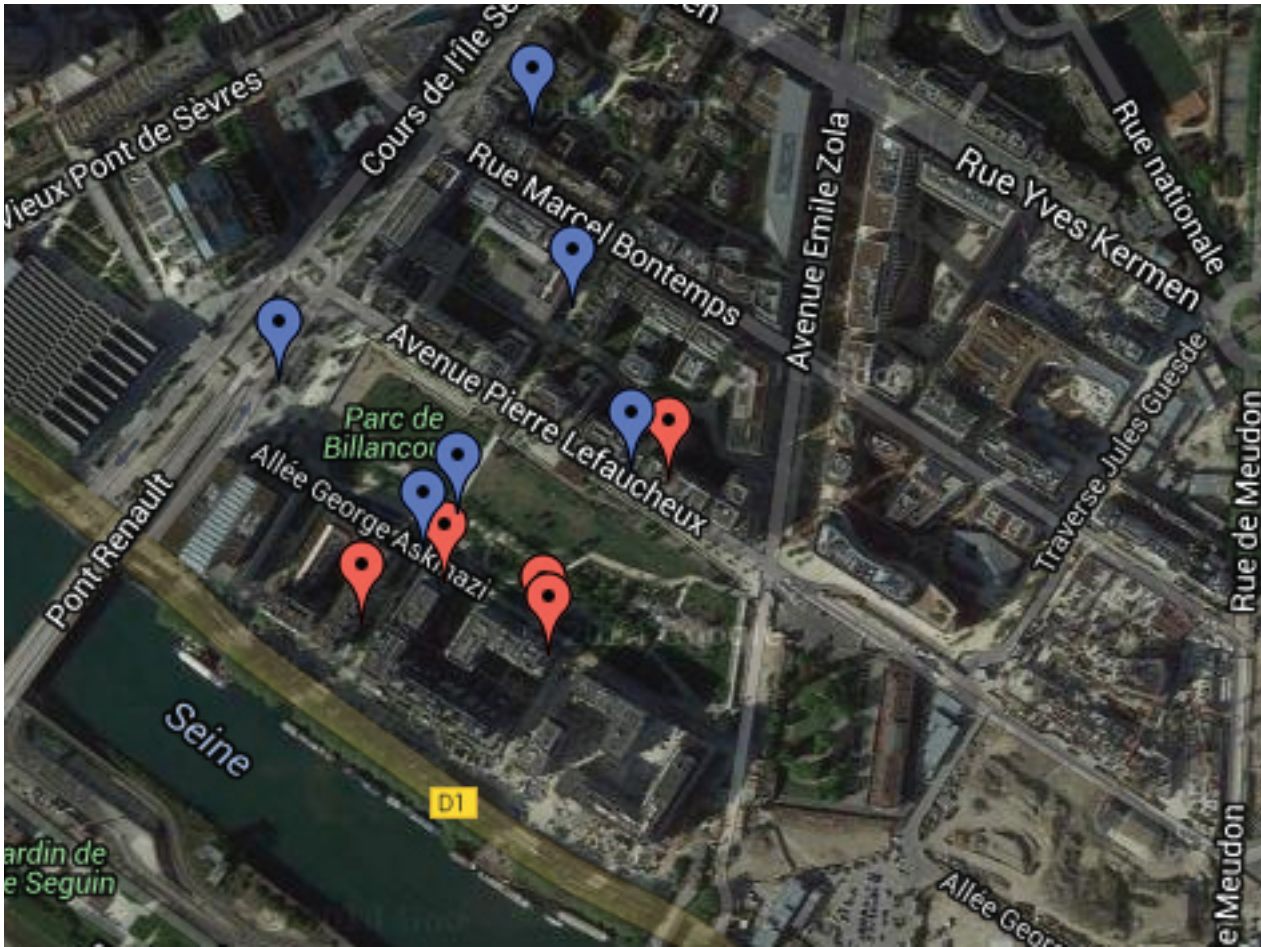 en
Cours de l'Île Se
Vieux Pont de Sèvres
Rue Marcel Bontemps
Avenue Emile Zola
Rue Yves Kermen
Rue nationale
Avenue Pierre Lefaucheux
Parc de
Billancou
Allée George Askinazi
Traverse Jules Guesde
Rue de Meudon
Pont Renault
Seine
D1
ardin de
e Seguin
Allée Geor
e Meudon